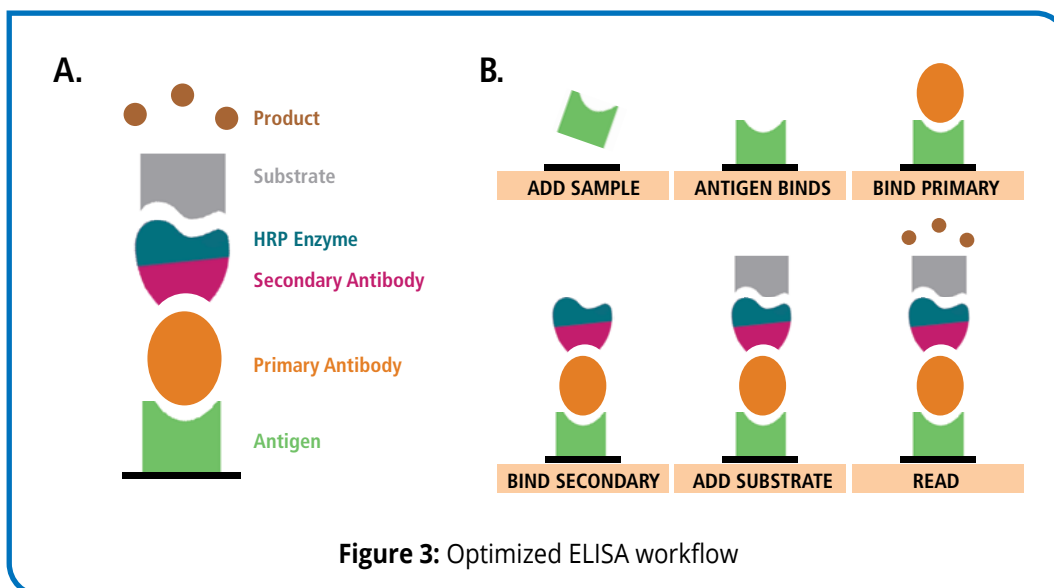 A.
Product
Substrate
HRP Enzyme
Secondary Antibody
Primary Antibody
Antigen
B.
ADD SAMPLE
ANTIGEN BINDS
BIND PRIMARY
BIND SECONDARY
ADD SUBSTRATE
READ
Figure 3: Optimized ELISA workflow